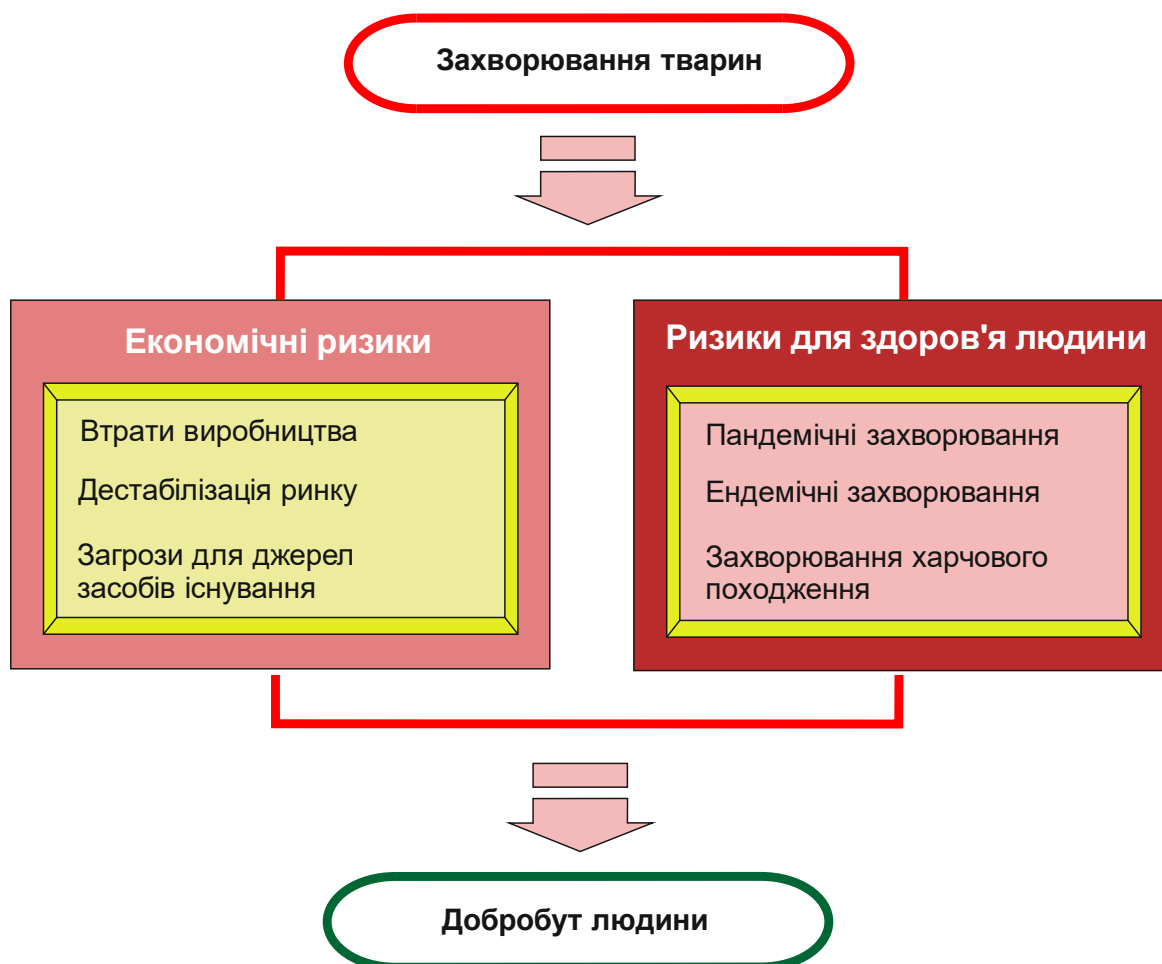 Захворювання тварин
Економічні ризики
Втрати виробництва
Дестабілізація ринку
Загрози для джерел
засобів існування
Ризики для здоров'я людини
Пандемічні захворювання
Ендемічні захворювання
Захворювання харчового
походження
Добробут людини